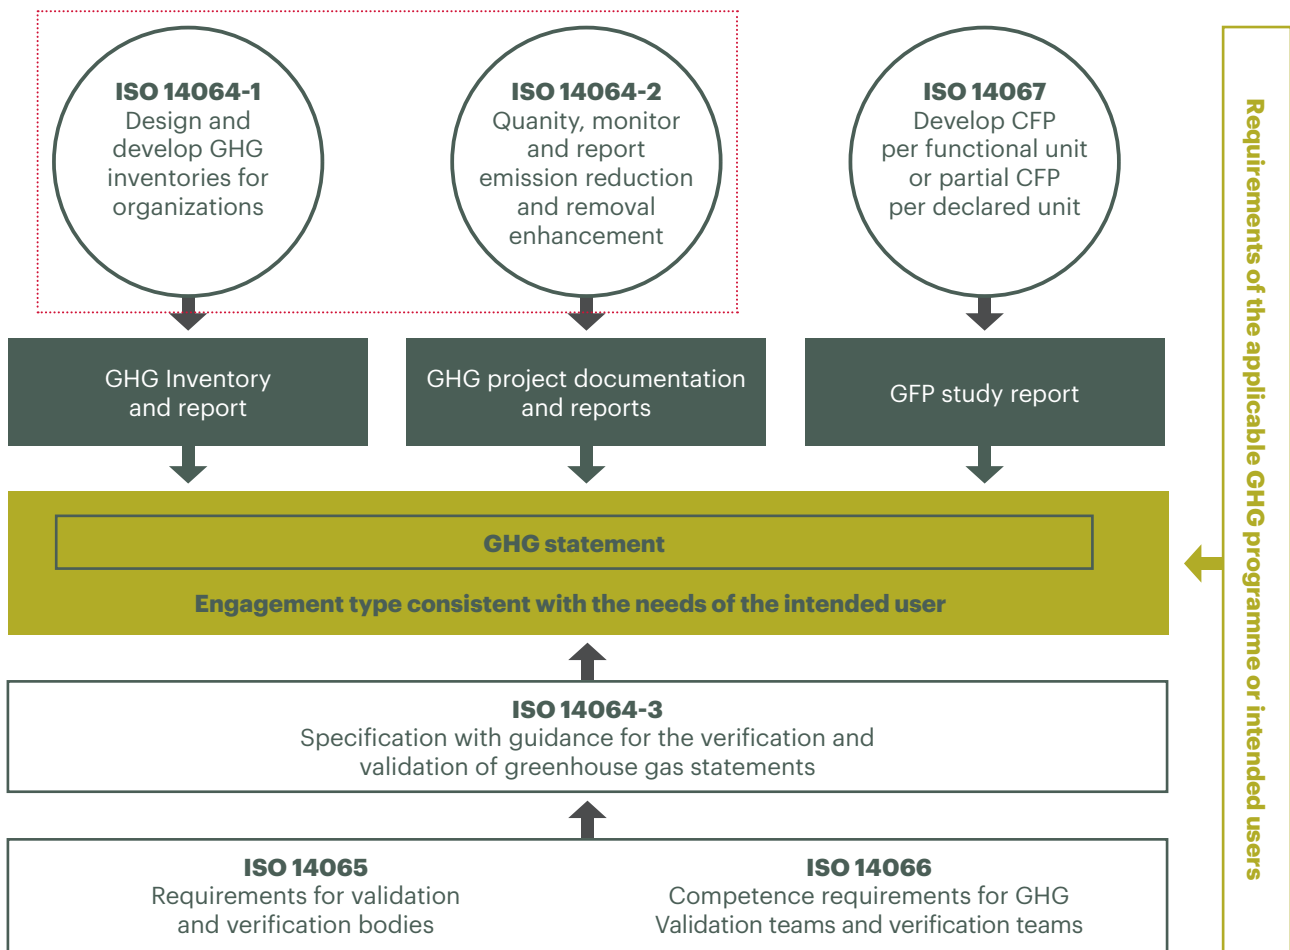 ISO 14064-1
Design and
develop GHG
inventories for
organizations
ISO 14064-2
Quanity, monitor
and report
emission reduction
and removal
enhancement
ISO 14067
Develop CFP
per functional unit
or partial CFP
per declared unit
GHG Inventory
and report
GHG project documentation
and reports
GFP study report
GHG statement
Engagement type consistent with the needs of the intended user
ISO 14064-3
Specification with guidance for the verification and
validation of greenhouse gas statements
ISO 14065
Requirements for validation
and verification bodies
ISO 14066
Competence requirements for GHG
Validation teams and verification teams
Requirements of the applicable GHG programme or intended users